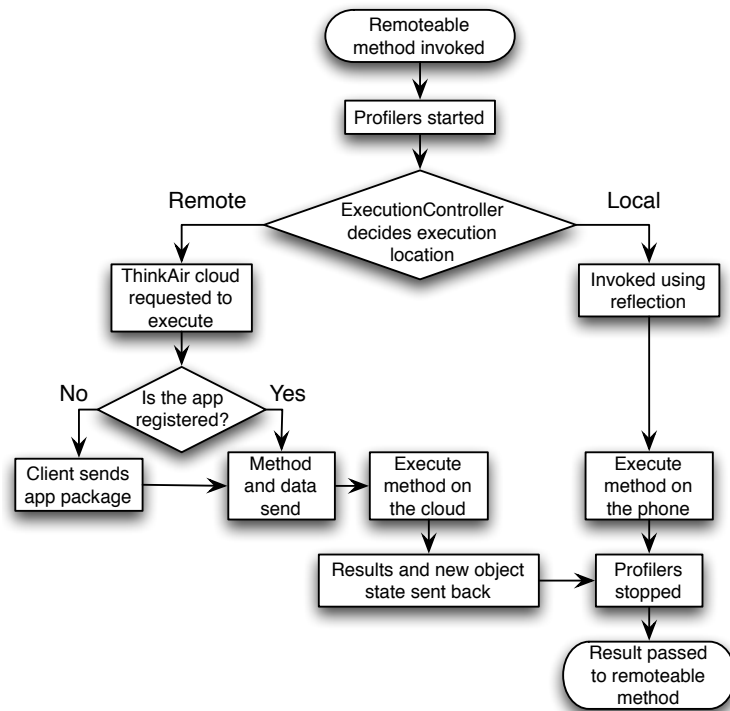 Remoteable
method invoked
Profilers started
ExecutionController
decides execution
location
Remote
Local
ThinkAir cloud
requested to
execute
Invoked using
reflection
Is the app
registered?
No
Yes
Client sends
app package
Method
and data
send
Execute
method on
the cloud
Execute
method on
the phone
Results and new object
state sent back
Profilers
stopped
Result passed
to remoteable
method